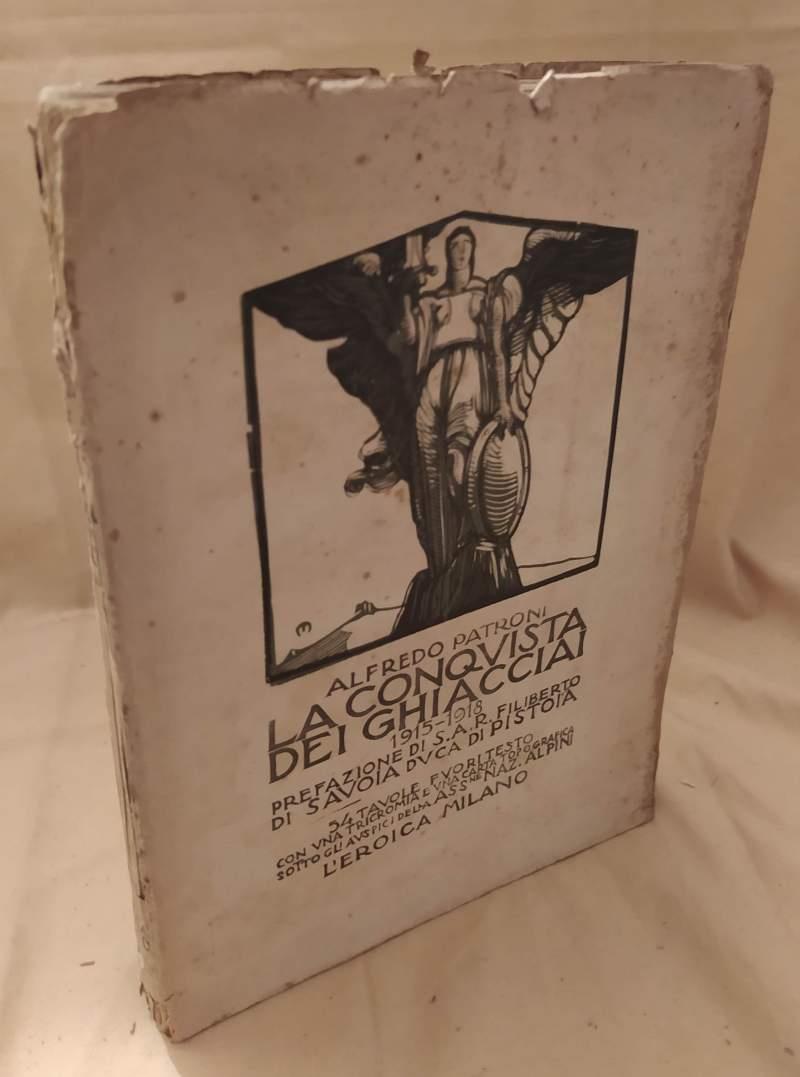 ALFREDO PATRONI
LA CONQVISTA
DEI GHIACCIAI
1915-1918
PREFAZIONE DI S.A.R. FILIBERTO
DI SAVOIA DVCA DI PISTOIA
54 TAVOLE FVORI TESTO
CON VNA TRICROMIA E VNA CARTA TOPOGRAFICA
SOTTO GLI AVSPICI DELLA ASSNE NAZ. ALPINI
L'EROICA MILANO